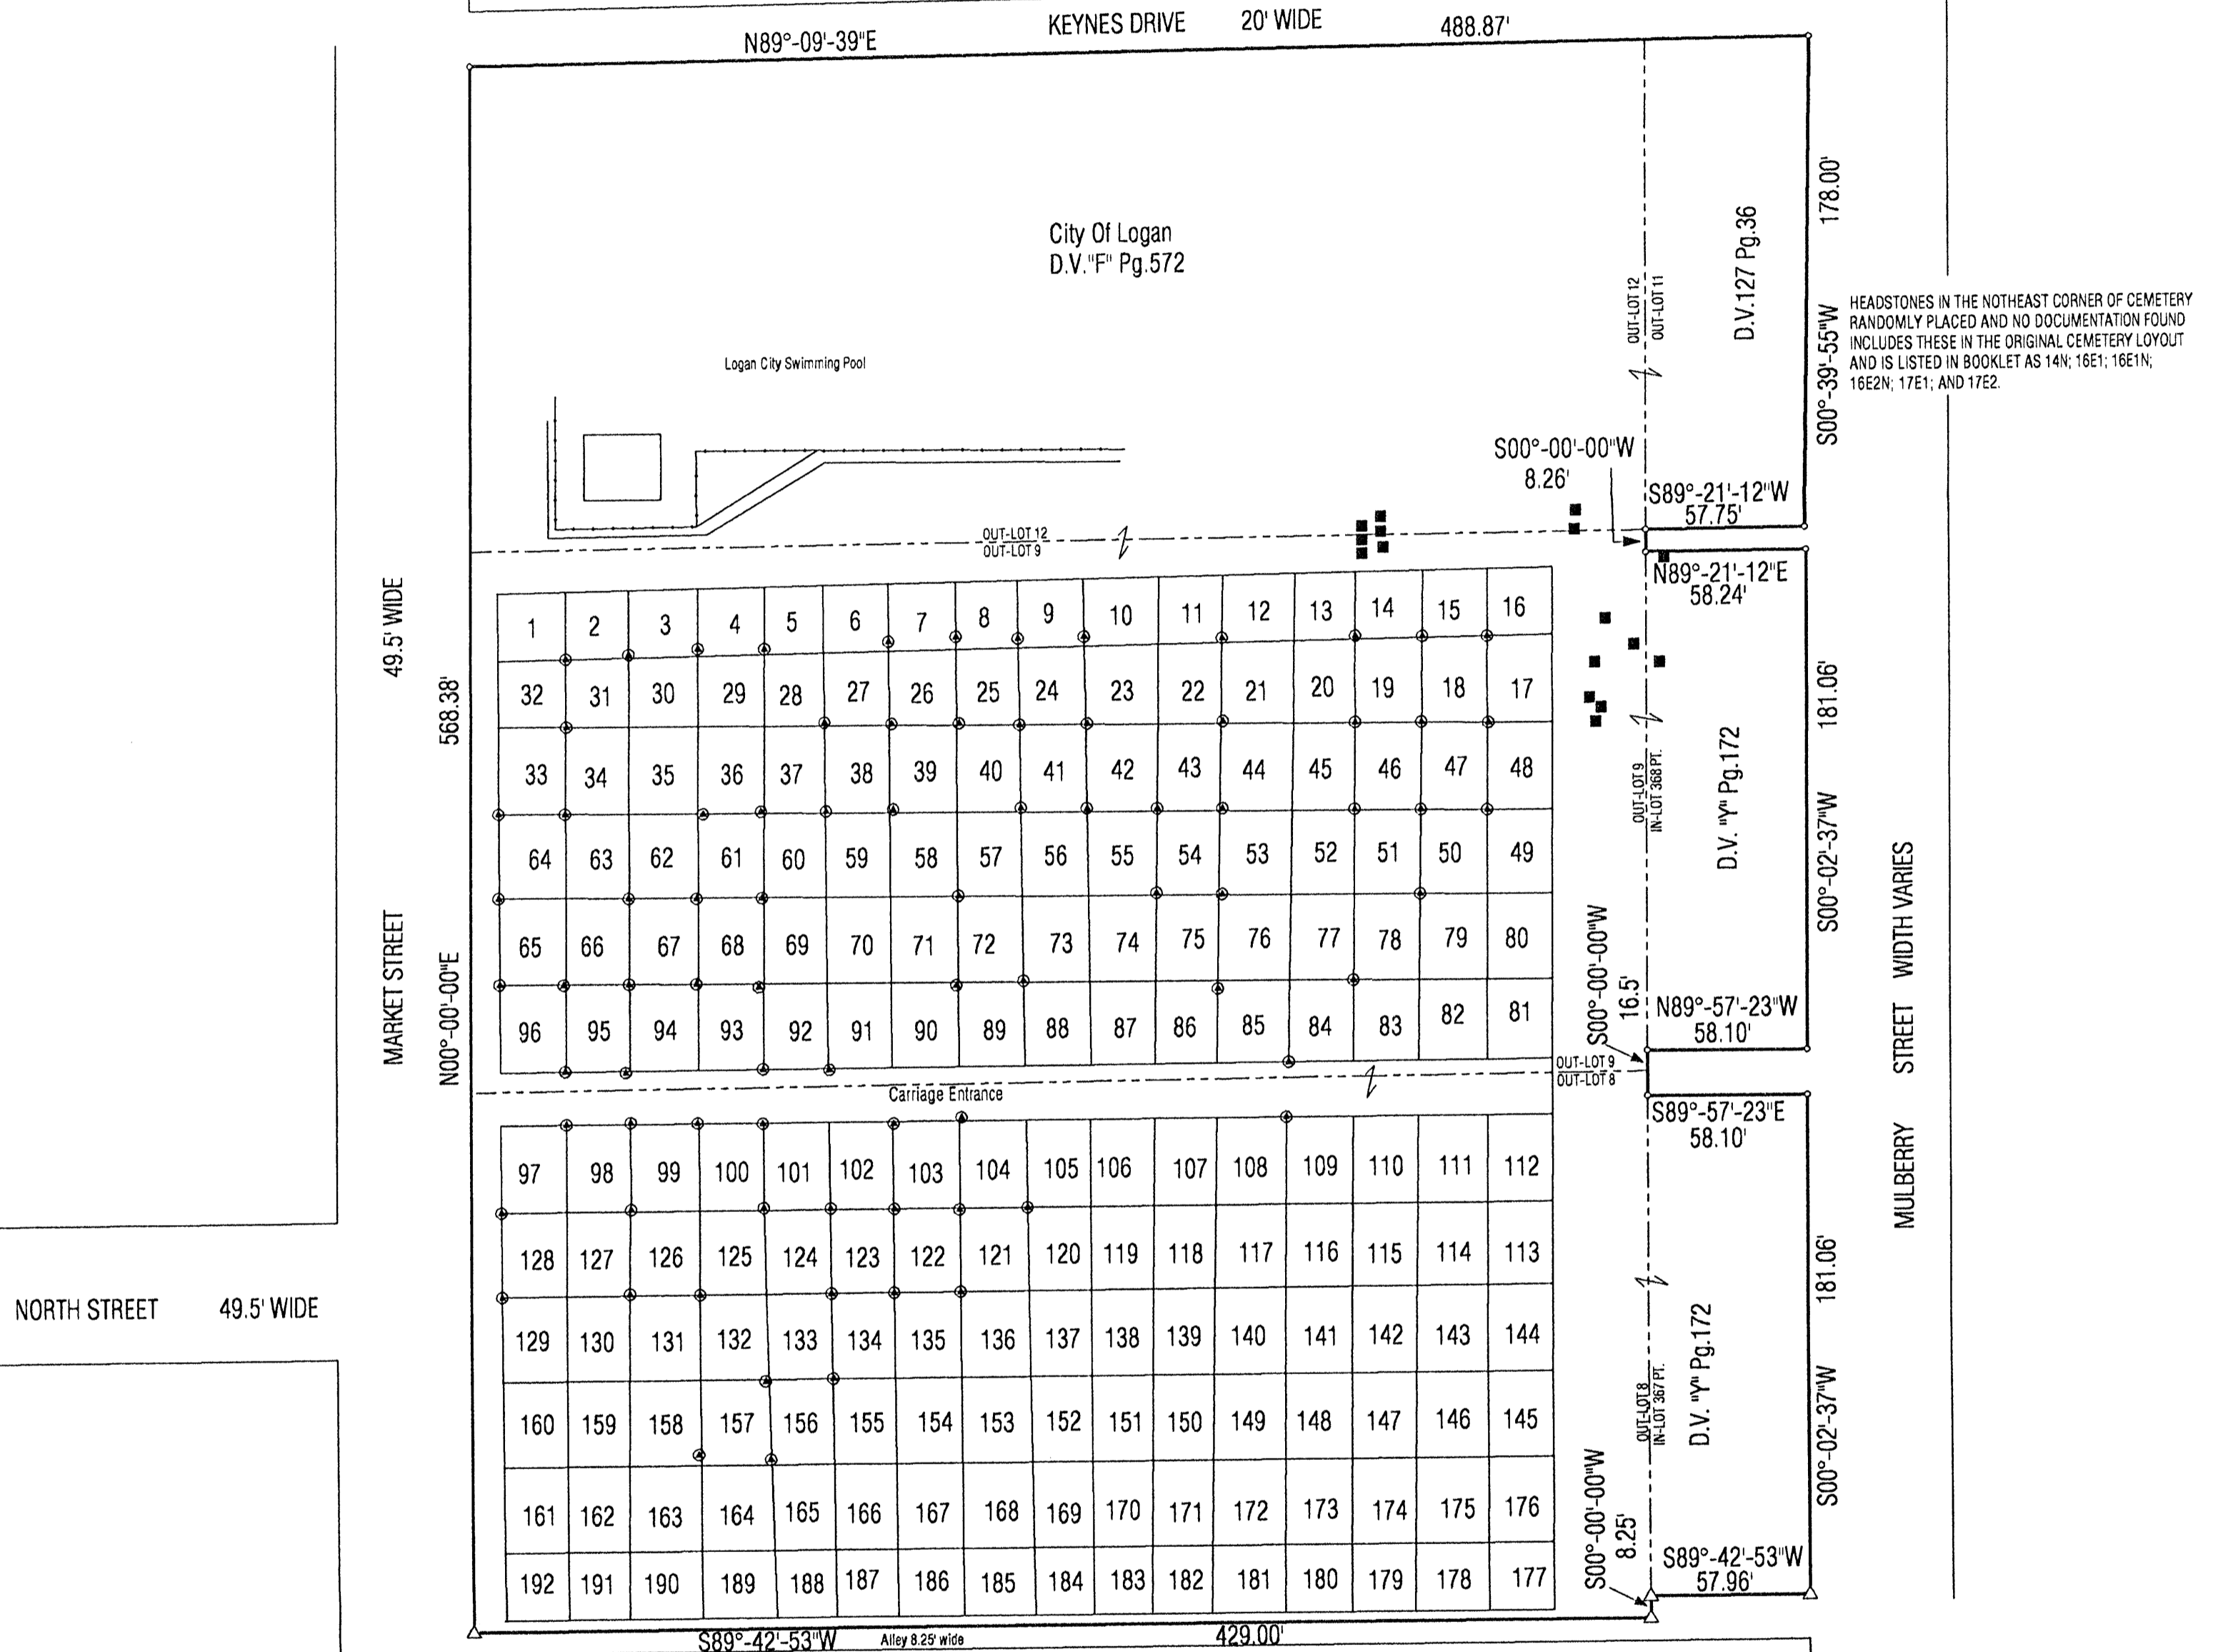 KEYNES DRIVE 20' WIDE
N89°-09'-39"E
488.87'
City Of Logan
D.V."F" Pg.572
Logan City Swimming Pool
OUT-LOT 12
OUT-LOT 11
D.V.127 Pg.36
178.00'
S00°-39'-55"W
HEADSTONES IN THE NOTHEAST CORNER OF CEMETERY
RANDOMLY PLACED AND NO DOCUMENTATION FOUND
INCLUDES THESE IN THE ORIGINAL CEMETERY LOYOUT
AND IS LISTED IN BOOKLET AS 14N; 16E1; 16E1N;
16E2N; 17E1; AND 17E2.
S00°-00'-00"W
8.26'
S89°-21'-12"W
57.75'
OUT-LOT 12
OUT-LOT 9
N89°-21'-12"E
58.24'
49.5' WIDE
MARKET STREET
568.38'
N00°-00'-00"E
1 2 3 4 5 6 7 8 9 10 11 12 13 14 15 16
32 31 30 29 28 27 26 25 24 23 22 21 20 19 18 17
33 34 35 36 37 38 39 40 41 42 43 44 45 46 47 48
64 63 62 61 60 59 58 57 56 55 54 53 52 51 50 49
65 66 67 68 69 70 71 72 73 74 75 76 77 78 79 80
96 95 94 93 92 91 90 89 88 87 86 85 84 83 82 81
OUT-LOT 9
IN-LOT 368 PT.
D.V. "Y" Pg.172
181.06'
S00°-02'-37"W
MULBERRY STREET WIDTH VARIES
S00°-00'-00"W
16.5'
N89°-57'-23"W
58.10'
OUT-LOT 9
OUT-LOT 8
Carriage Entrance
S89°-57'-23"E
58.10'
97 98 99 100 101 102 103 104 105 106 107 108 109 110 111 112
128 127 126 125 124 123 122 121 120 119 118 117 116 115 114 113
NORTH STREET 49.5' WIDE
129 130 131 132 133 134 135 136 137 138 139 140 141 142 143 144
160 159 158 157 156 155 154 153 152 151 150 149 148 147 146 145
161 162 163 164 165 166 167 168 169 170 171 172 173 174 175 176
192 191 190 189 188 187 186 185 184 183 182 181 180 179 178 177
OUT-LOT 8
IN-LOT 367 PT.
D.V. "Y" Pg.172
181.06'
S00°-02'-37"W
S00°-00'-00"W
8.25'
S89°-42'-53"W
57.96'
S89°-42'-53"W
Alley 8.25' wide
429.00'